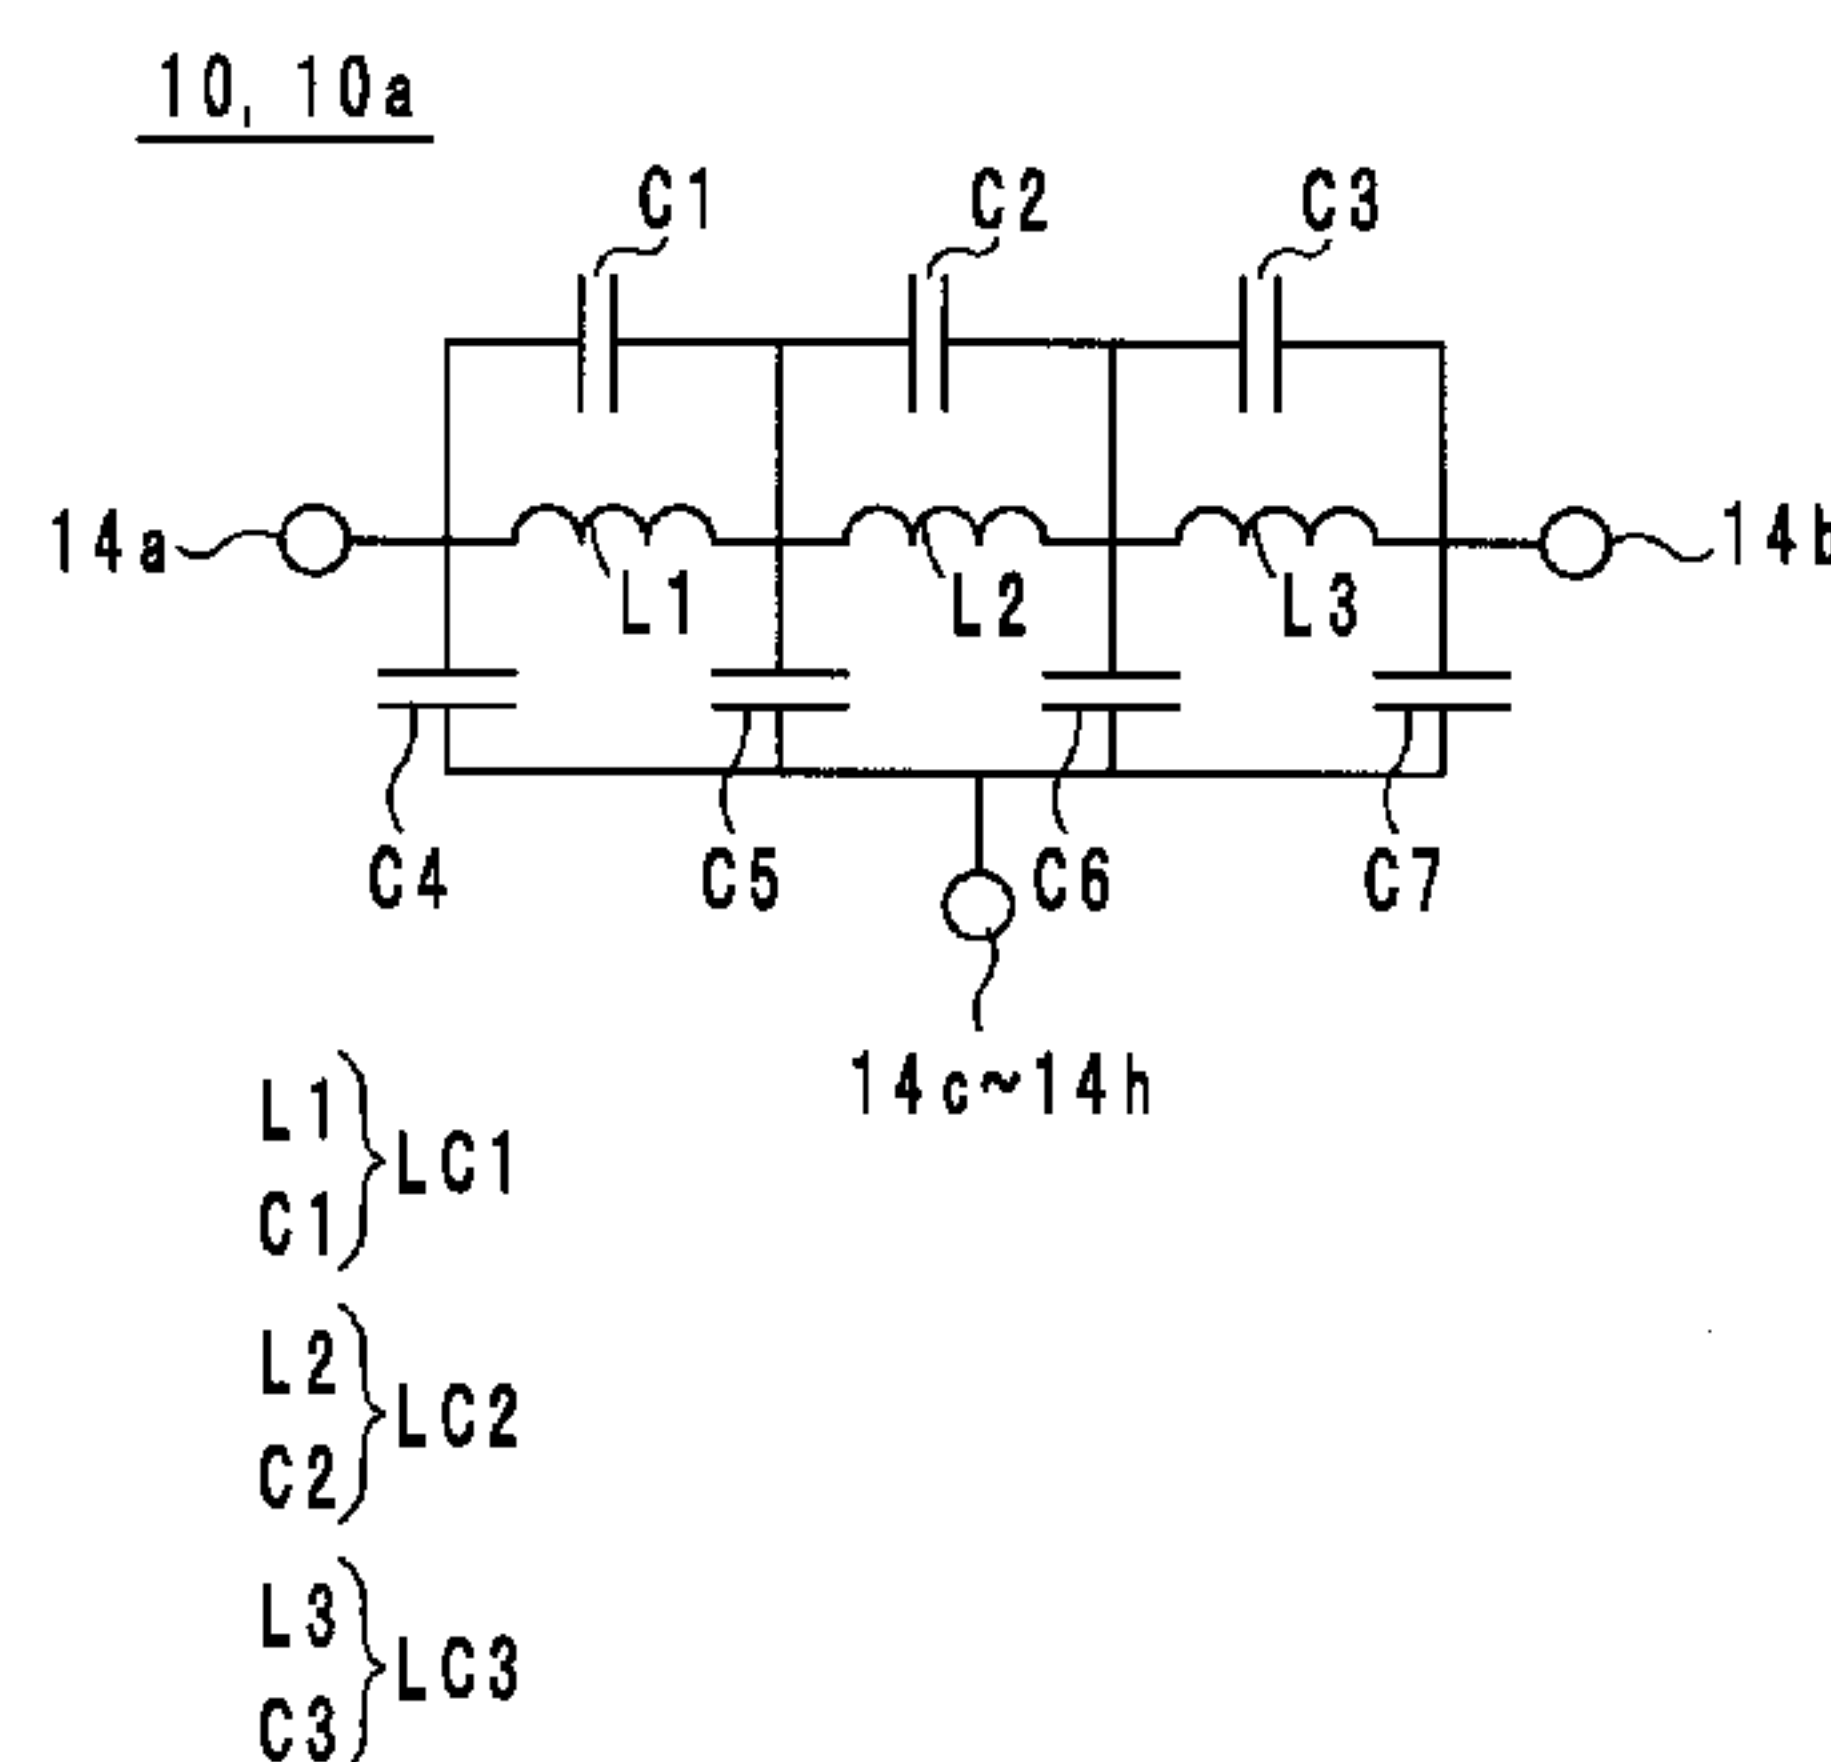 10, 10a
C1 C2 C3
14a 14b
L1 L2 L3
C4 C5 C6 C7
14c~14h
L1
C1
LC1
L2
C2
LC2
L3
C3
LC3